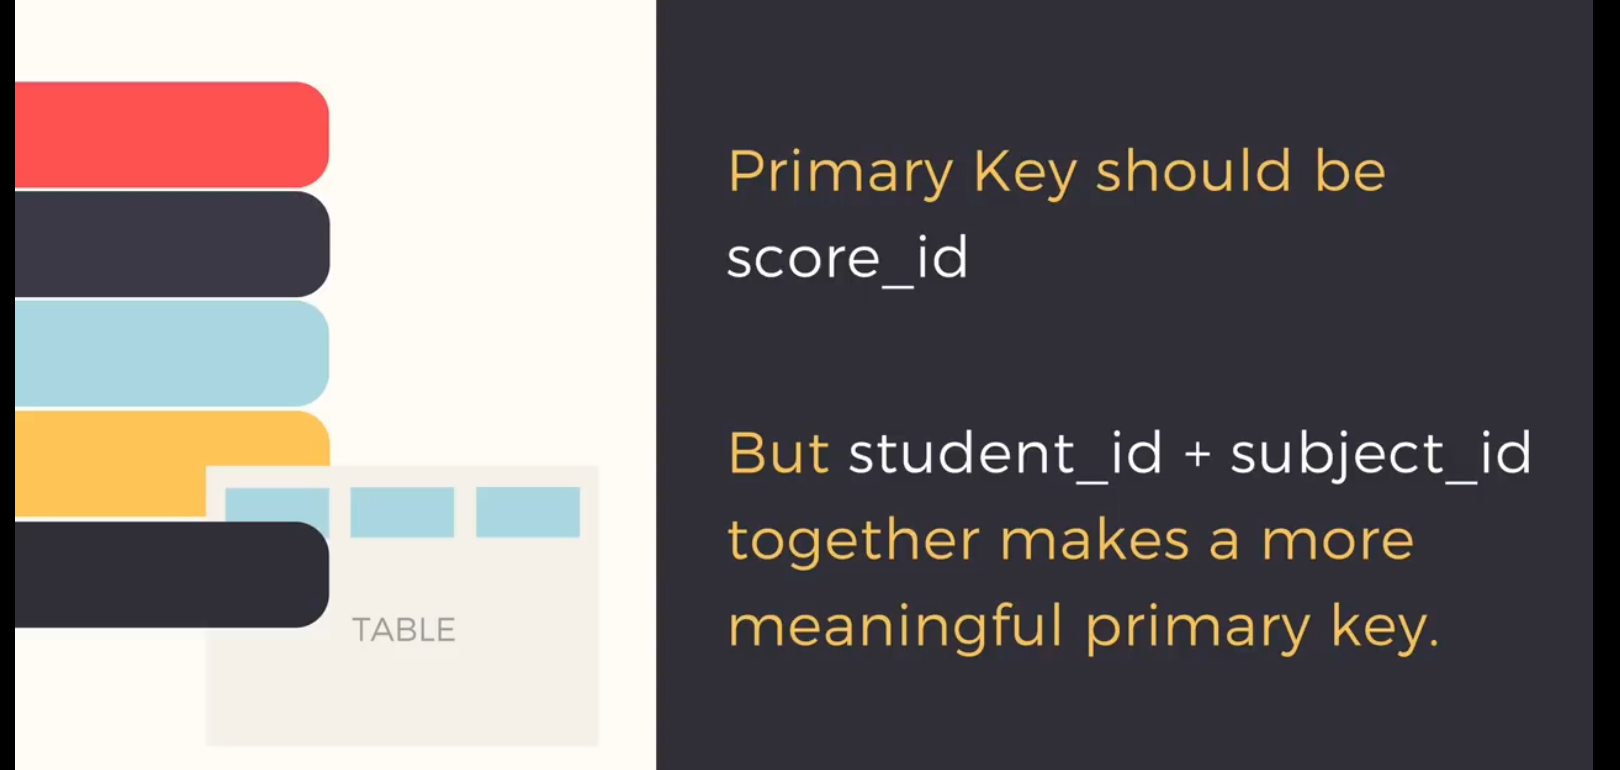 Primary Key should be
score_id
But student_id + subject_id
together makes a more
meaningful primary key.
TABLE